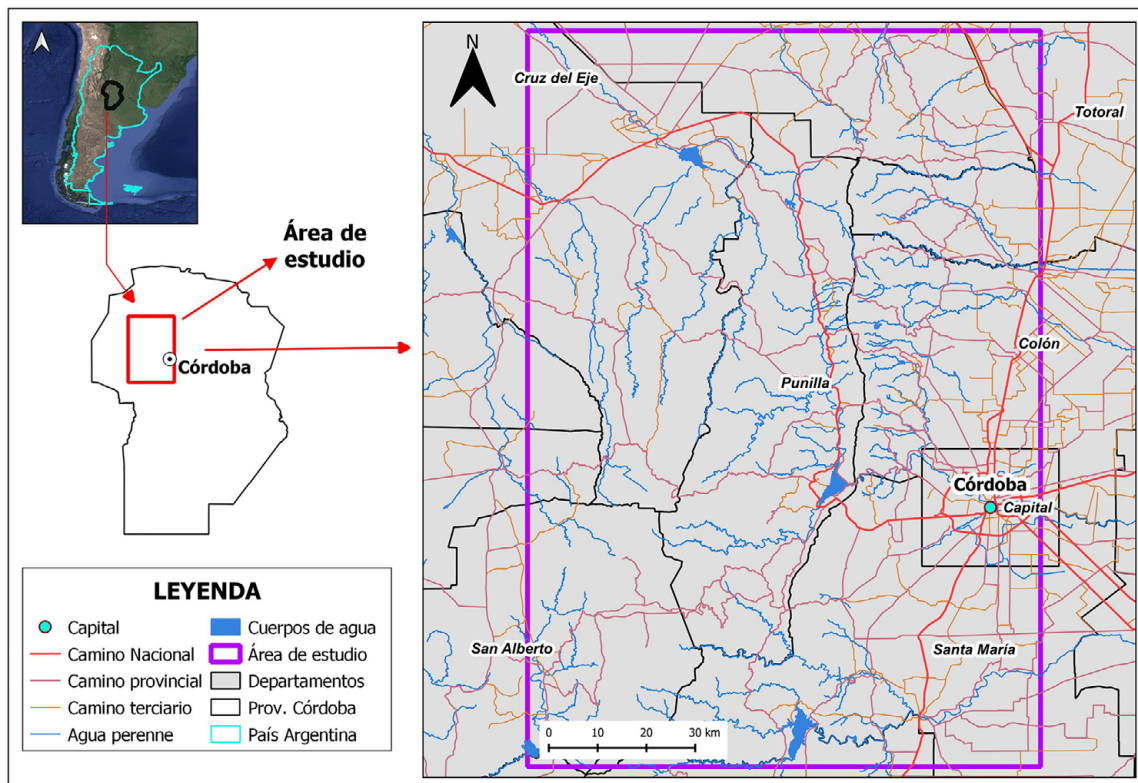 Área de
estudio
Córdoba
LEYENDA
Capital
Camino Nacional
Camino provincial
Camino terciario
Agua perenne
Cuerpos de agua
Área de estudio
Departamentos
Prov. Córdoba
País Argentina
N
Cruz del Eje
Totoral
Colón
Punilla
Córdoba
Capital
San Alberto
Santa María
0 10 20 30 km